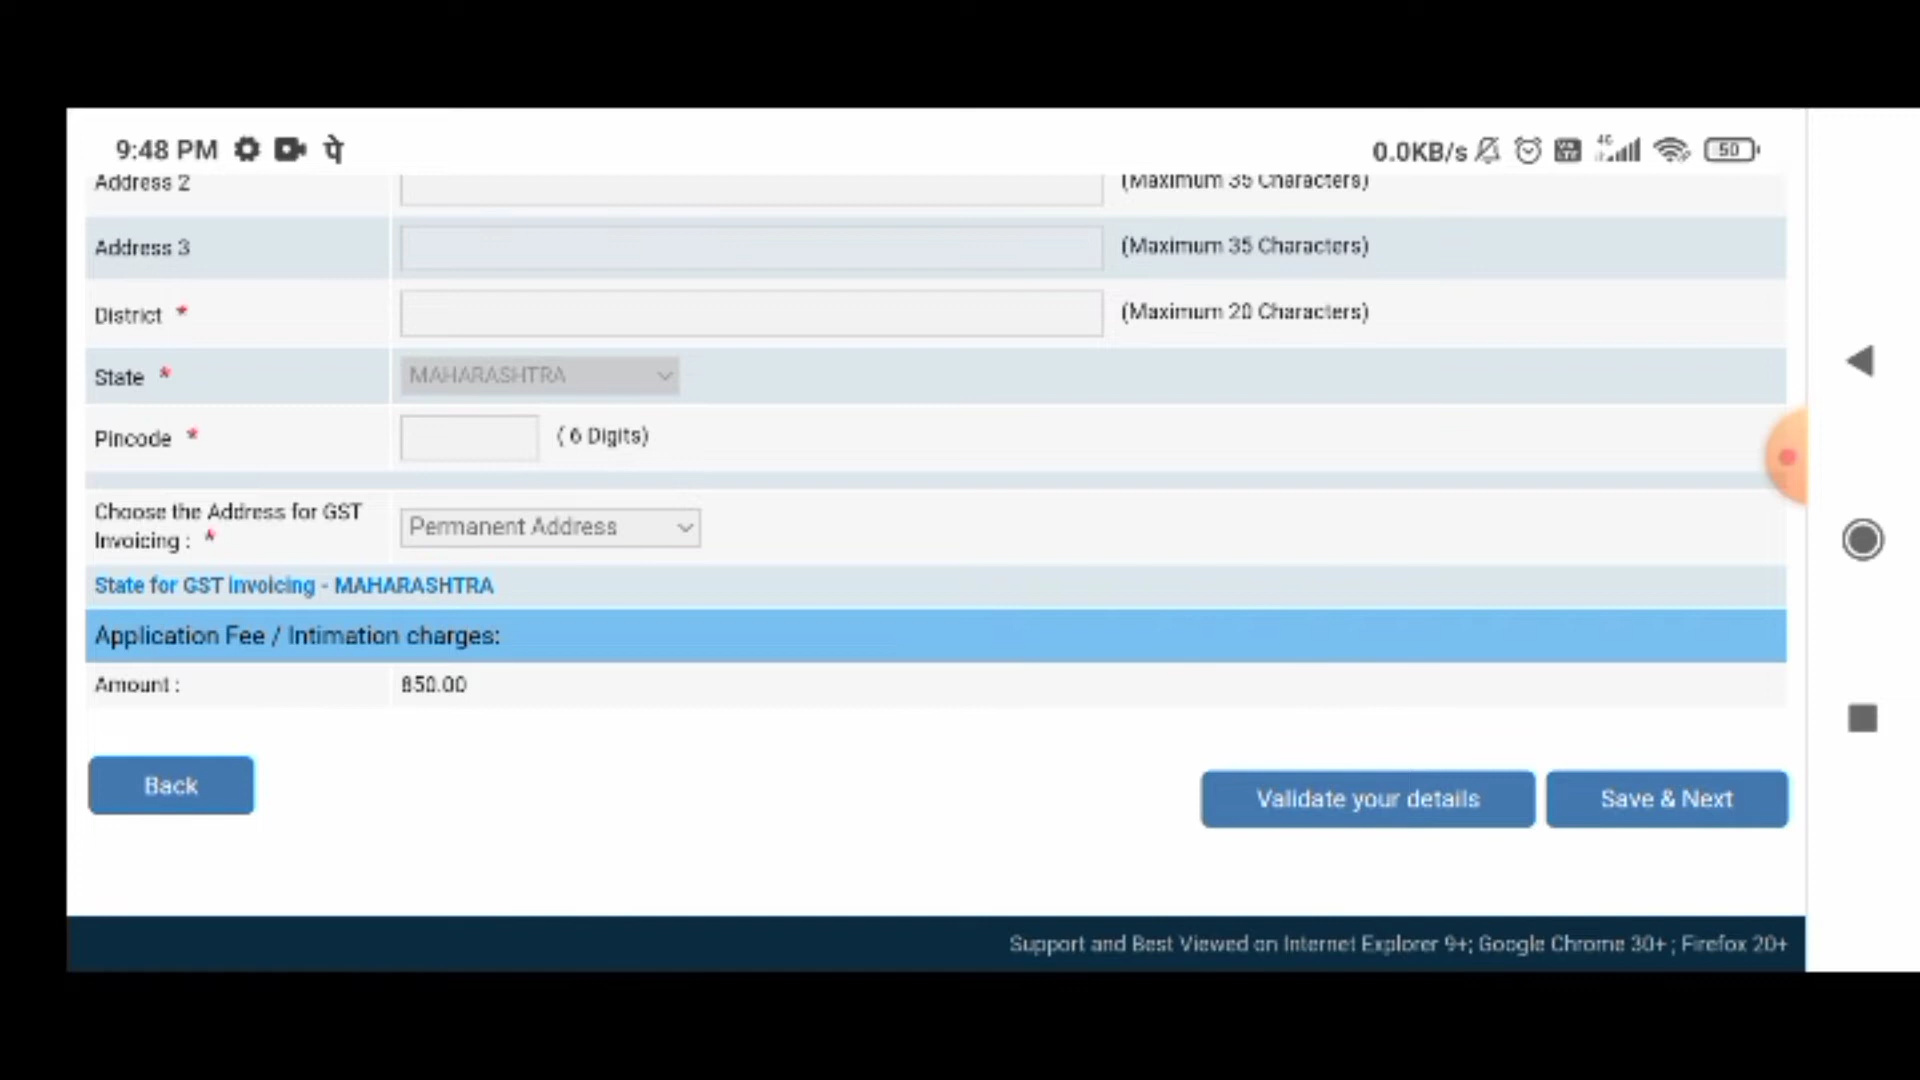 9:48 PM पे 0.0KB/s 4G 50
Address 2 (Maximum 35 Characters)
Address 3 (Maximum 35 Characters)
District * (Maximum 20 Characters)
State * MAHARASHTRA
Pincode * ( 6 Digits)
Choose the Address for GST
Invoicing : * Permanent Address
State for GST Invoicing - MAHARASHTRA
Application Fee / Intimation charges:
Amount : 850.00
Back
Validate your details Save & Next
Support and Best Viewed on Internet Explorer 9+; Google Chrome 30+ ; Firefox 20+